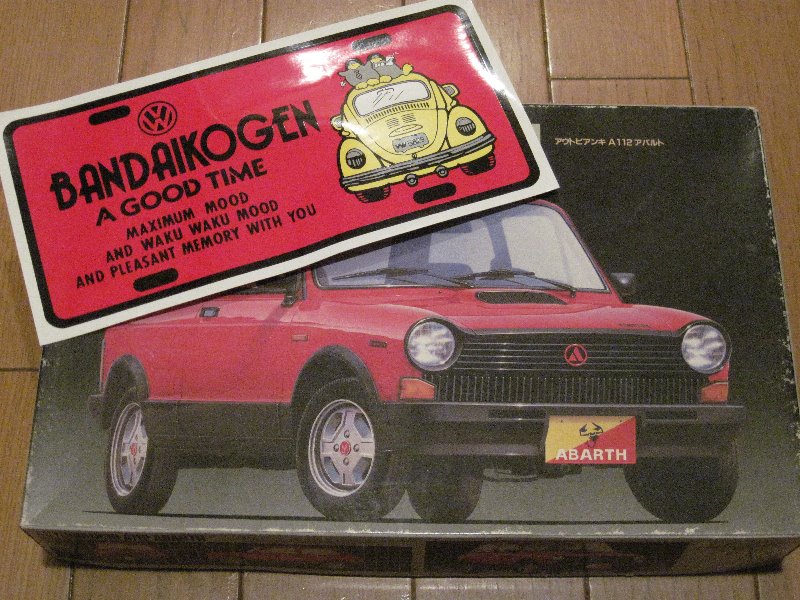 BANDAIKOGEN
A GOOD TIME
MAXIMUM MOOD
AND WAKU WAKU MOOD
AND PLEASANT MEMORY WITH YOU
アウトビアンキ A112 アバルト
ABARTH